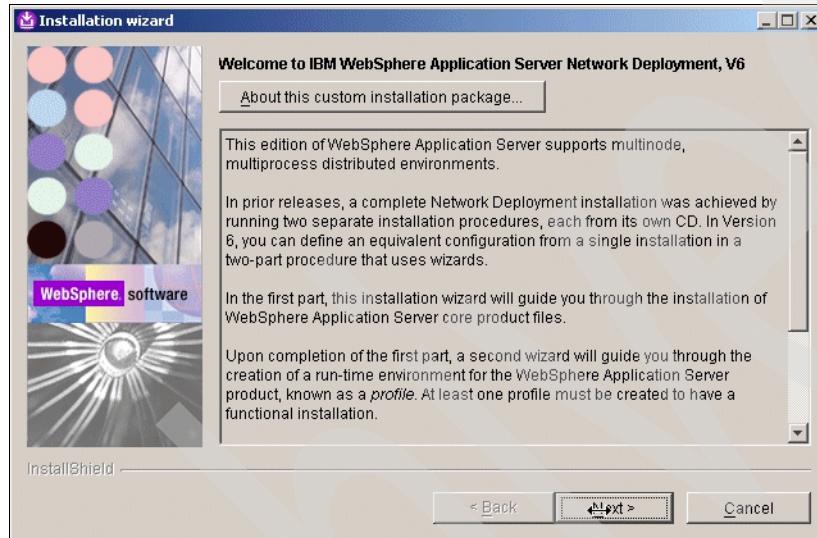 Installation wizard
Welcome to IBM WebSphere Application Server Network Deployment, V6
About this custom installation package...
This edition of WebSphere Application Server supports multinode,
multiprocess distributed environments.
In prior releases, a complete Network Deployment installation was achieved by
running two separate installation procedures, each from its own CD. In Version
6, you can define an equivalent configuration from a single installation in a
two-part procedure that uses wizards.
In the first part, this installation wizard will guide you through the installation of
WebSphere Application Server core product files.
Upon completion of the first part, a second wizard will guide you through the
creation of a run-time environment for the WebSphere Application Server
product, known as a profile. At least one profile must be created to have a
functional installation.
WebSphere. software
InstallShield
< Back
Next >
Cancel